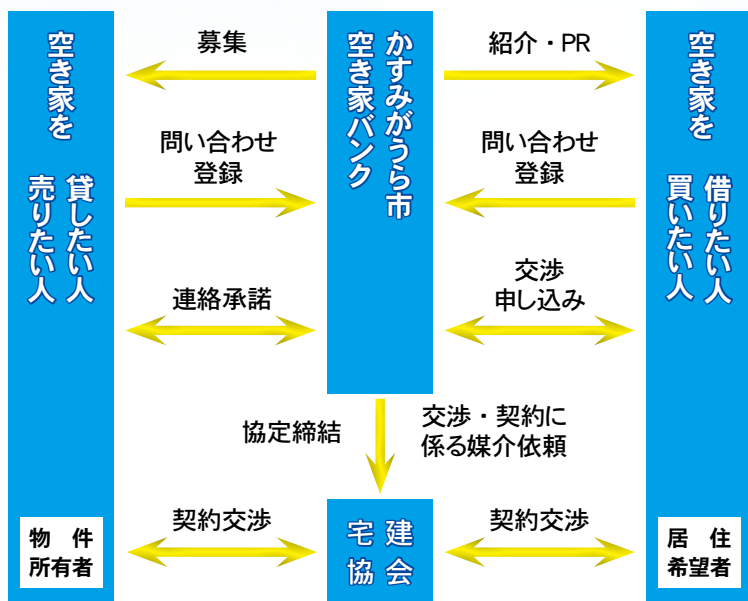 空き家を
貸したい人
売りたい人
物件
所有者
募集
問い合わせ
登録
連絡承諾
かすみがうら市
空き家バンク
紹介・PR
問い合わせ
登録
交渉
申し込み
空き家を
借りたい人
買いたい人
居住
希望者
協定締結
交渉・契約に
係る媒介依頼
契約交渉
宅建
協会
契約交渉